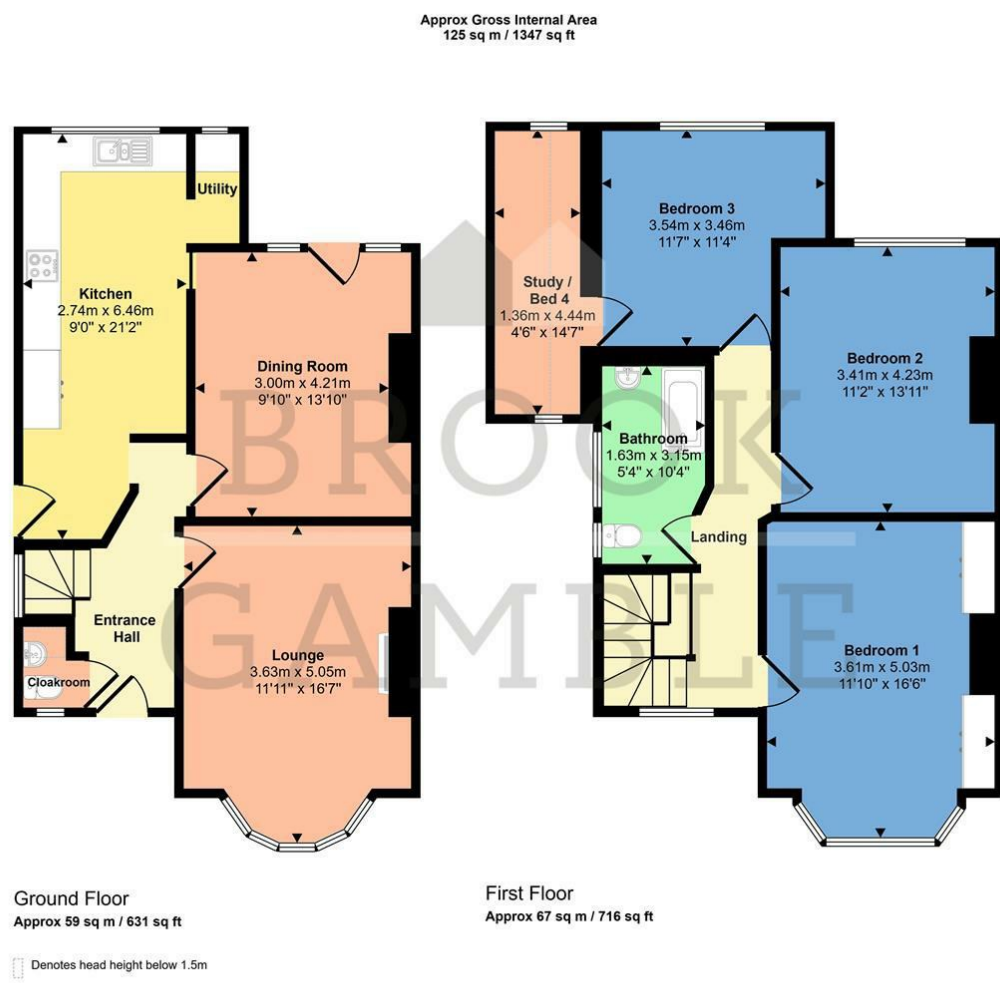 Approx Gross Internal Area
125 sq m / 1347 sq ft
Utility
Kitchen
2.74m x 6.46m
9'0" x 21'2"
Dining Room
3.00m x 4.21m
9'10" x 13'10"
Entrance
Hall
Cloakroom
Lounge
3.63m x 5.05m
11'11" x 16'7"
Study /
Bed 4
1.36m x 4.44m
4'6" x 14'7"
Bedroom 3
3.54m x 3.46m
11'7" x 11'4"
Bedroom 2
3.41m x 4.23m
11'2" x 13'11"
Bathroom
1.63m x 3.15m
5'4" x 10'4"
Landing
Bedroom 1
3.61m x 5.03m
11'10" x 16'6"
BROOK
GAMBLE
Ground Floor
Approx 59 sq m / 631 sq ft
First Floor
Approx 67 sq m / 716 sq ft
Denotes head height below 1.5m